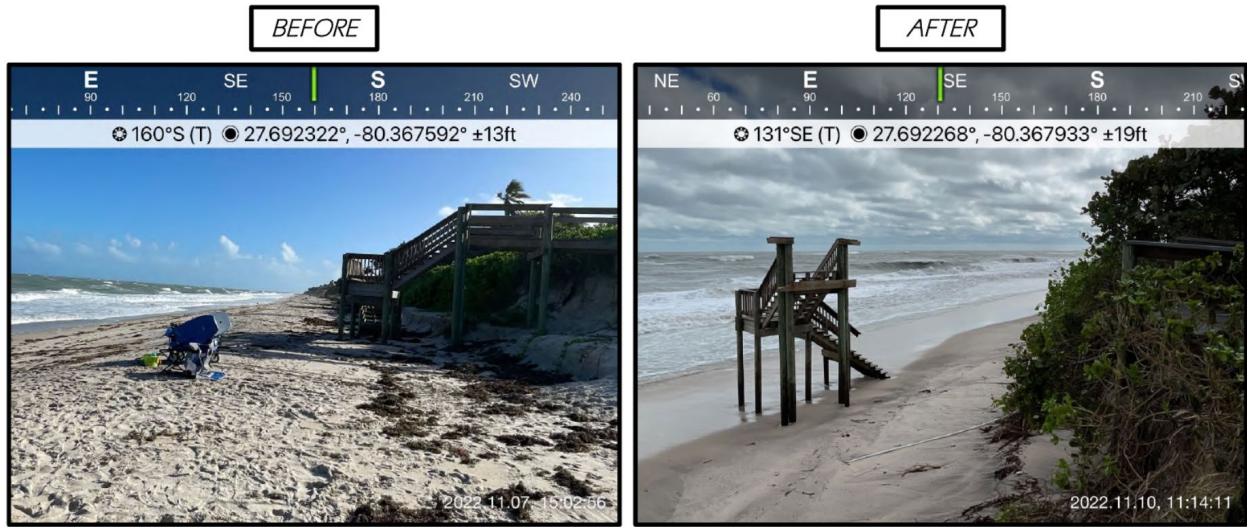 BEFORE
E SE S SW
90 120 150 180 210 240
160°S (T) 27.692322°, -80.367592° ±13ft
2022.11.07, 15:02:56
AFTER
NE E SE S
60 90 120 150 180 210
131°SE (T) 27.692268°, -80.367933° ±19ft
2022.11.10, 11:14:11